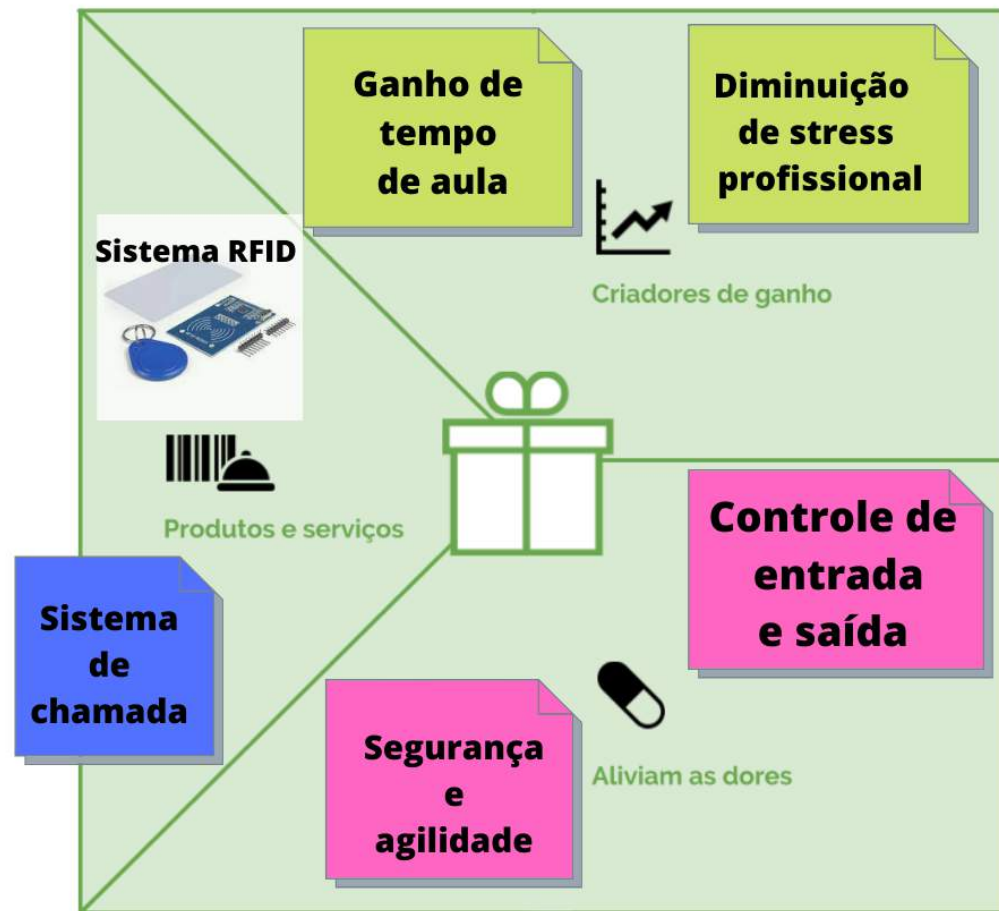 Ganho de
tempo
de aula
Diminuição
de stress
profissional
Criadores de ganho
Sistema RFID
Produtos e serviços
Sistema
de
chamada
Controle de
entrada
e saída
Segurança
e
agilidade
Aliviam as dores